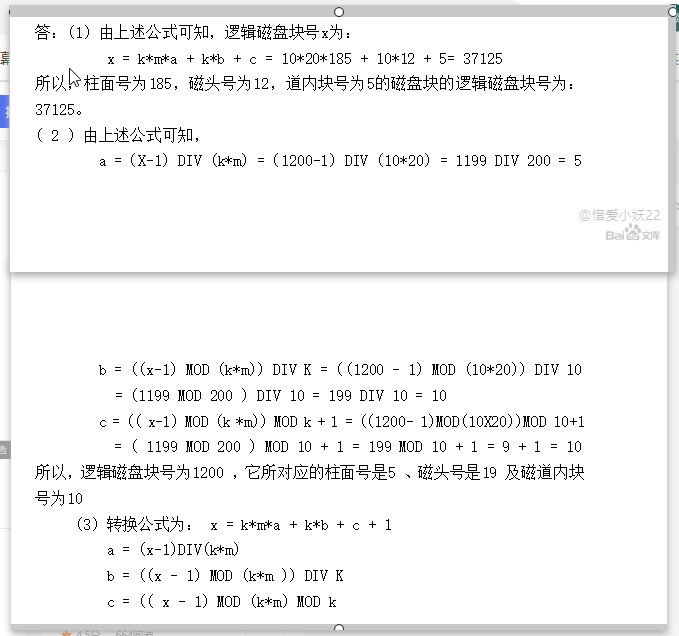 答：（1）由上述公式可知，逻辑磁盘块号x为：
x = k*m*a + k*b + c = 10*20*185 + 10*12 + 5= 37125
所以，柱面号为185，磁头号为12，道内块号为5的磁盘块的逻辑磁盘块号为：
37125。
（ 2 ）由上述公式可知，
a = (X-1) DIV (k*m) = (1200-1) DIV (10*20) = 1199 DIV 200 = 5
@惜爱小妖22
Bai文库
b = ((x-1) MOD (k*m)) DIV K = ((1200 - 1) MOD (10*20)) DIV 10
= (1199 MOD 200 ) DIV 10 = 199 DIV 10 = 10
c = (( x-1) MOD (k *m)) MOD k + 1 = ((1200- 1)MOD(10X20))MOD 10+1
= ( 1199 MOD 200 ) MOD 10 + 1 = 199 MOD 10 + 1 = 9 + 1 = 10
所以，逻辑磁盘块号为1200 ，它所对应的柱面号是5 、磁头号是19 及磁道内块
号为10
（3）转换公式为： x = k*m*a + k*b + c + 1
a = (x-1)DIV(k*m)
b = ((x - 1) MOD (k*m )) DIV K
c = (( x - 1) MOD (k*m) MOD k